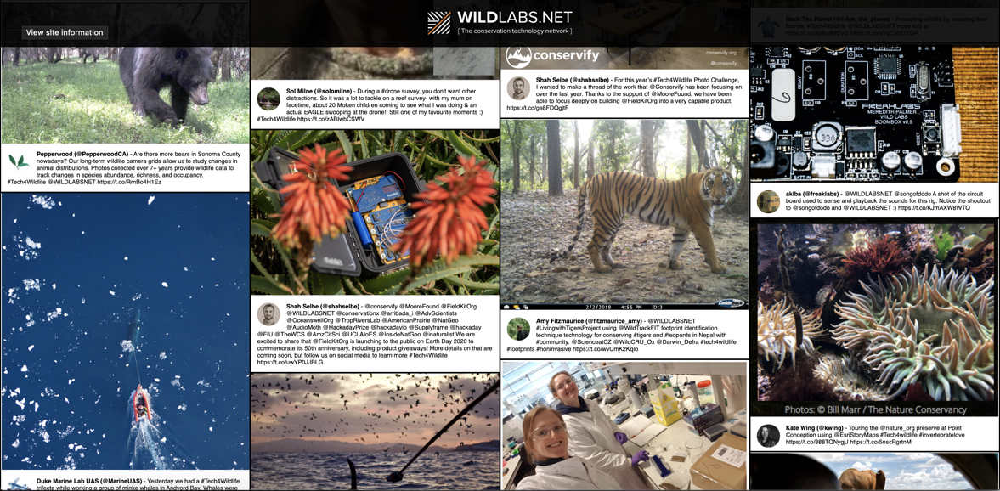 View site information
WILDLABS.NET
[ The conservation technology network ]
Pepperwood (@PepperwoodCA) - Are there more bears in Sonoma County
nowadays? Our long-term wildlife camera grids allow us to study changes in
animal distributions. Photos collected over 7+ years provide wildlife data to
track changes in species abundance, richness, and occupancy.
#Tech4Wildlife @WILDLABSNET https://t.co/RrnBo4H1Ez
Duke Marine Lab UAS (@MarineUAS) - Yesterday we had a #Tech4Wildlife
trifecta while working a group of minke whales in Andvord Bay. Whales were
Sol Milne (@solomilne) - During a #drone survey, you don't want other
distractions. So it was a lot to tackle on a reef survey- with my mum on
facetime, about 20 Moken children coming to see what I was doing & an
actual EAGLE swooping at the drone!! Still one of my favourite moments :)
#Tech4Wildlife https://t.co/zABIwbCSWV
Shah Selbe (@shahselbe) - @conservify @MooreFound @FieldKitOrg
@WILDLABSNET @conservationx @arribada_i @AdvScientists
@OceanswellOrg @TropRiversLab @AmericanPrairie @NatGeo
@AudioMoth @HackadayPrize @hackadayio @Supplyframe @hackaday
@FIU @TheWCS @AmzCitSci @UCLAIoES @InsideNatGeo @inaturalist We are
excited to share that @FieldKitOrg is launching to the public on Earth Day 2020 to
commemorate its 50th anniversary, including product giveaways! More details on that are
coming soon, but follow us on social media to learn more #Tech4Wildlife
https://t.co/uwYP0JJBLG
conservify
conservify.org
@conservify
Shah Selbe (@shahselbe) - For this year's #Tech4Wildlife Photo Challenge,
I wanted to make a thread of the work that @Conservify has been focusing on
over the last year. Thanks to the support of @MooreFound, we have been
able to focus deeply on building @FieldKitOrg into a very capable product.
https://t.co/ge8FDQgjtF
2/2/2018 4:55 PM ID:3
Amy Fitzmaurice (@fitzmaurice_amy) - @WILDLABSNET
#LivingwithTigersProject using @WildTrackFIT footprint identification
technique technology for conserving #tigers and #leopards in Nepal with
#community. @ScienceatCZ @WildCRU_Ox @Darwin_Defra #tech4wildlife
#footprints #noninvasive https://t.co/wvUmK2Kqlo
Hack The Planet (@h4ck_the_planet) - Protecting wildlife by securing their
homes. #Tech4Wildlife @WILDLABSNET more info at :
SDA
SCL
DELAY
DURATION
FREAKLABS
MEREDITH PALMER
WILD LABS
BOOMBOX v0.5
330
BATT IN
akiba (@freaklabs) - @WILDLABSNET @songofdodo A shot of the circuit
board used to sense and playback the sounds for this rig. Notice the shoutout
to @songofdodo and @WILDLABSNET :) https://t.co/KJmAXW8WTQ
Photos: © Bill Marr / The Nature Conservancy
Kate Wing (@kwing) - Touring the @nature_org preserve at Point
Conception using @EsriStoryMaps #Tech4wildlife #invertebratelove
https://t.co/888TQNygjJ https://t.co/5nscRgrtnM